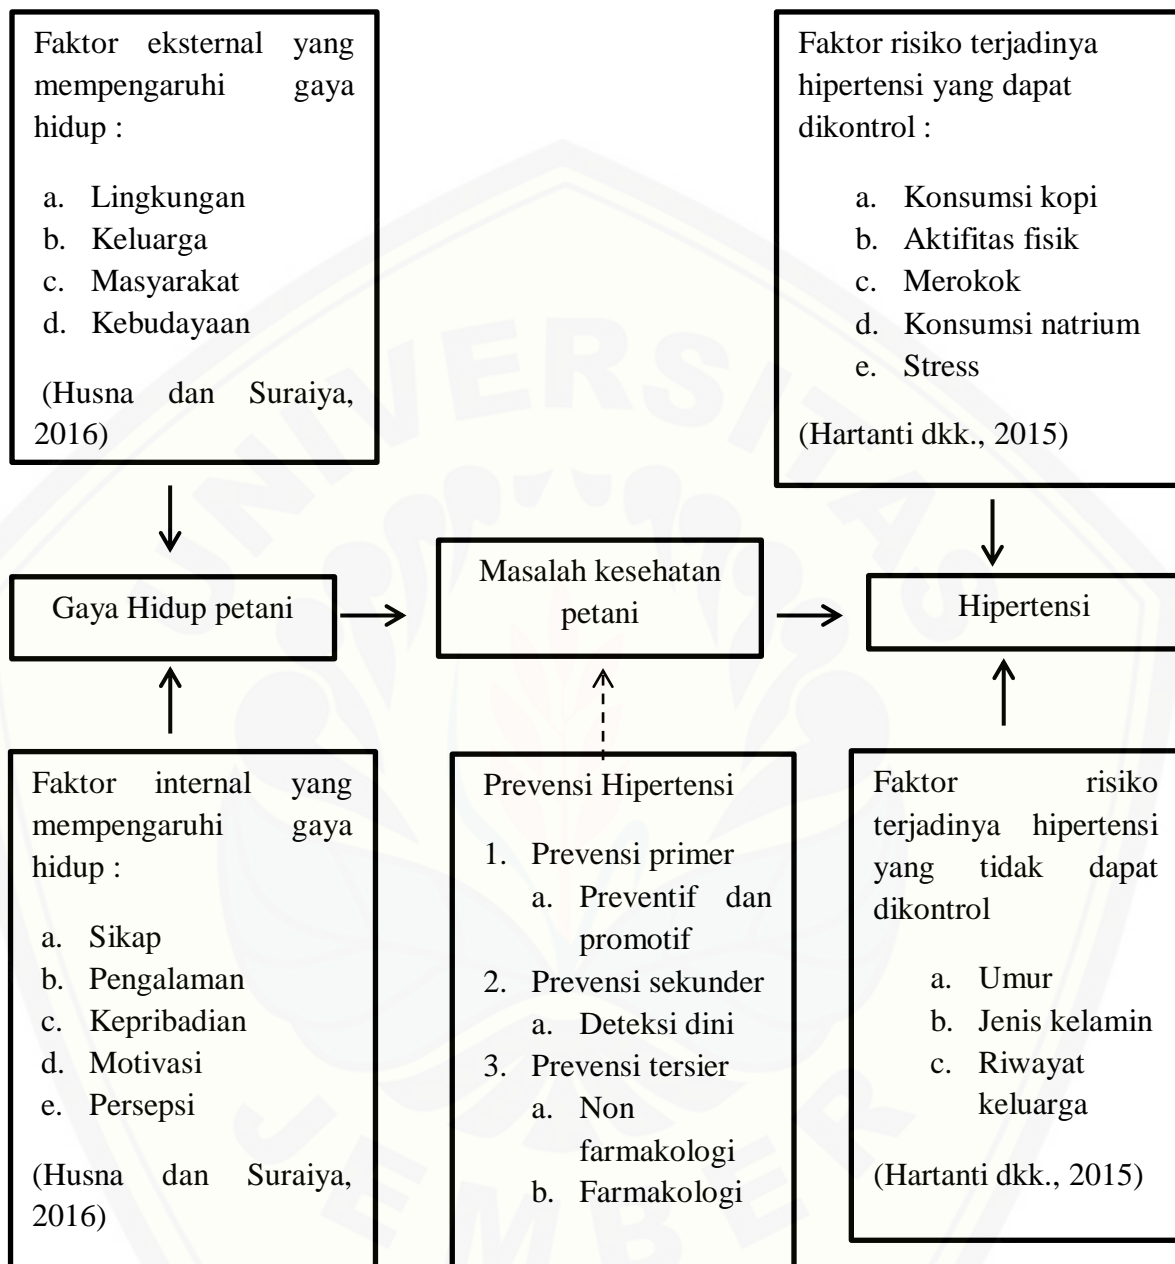 Faktor eksternal yang
mempengaruhi gaya
hidup :
a. Lingkungan
b. Keluarga
c. Masyarakat
d. Kebudayaan
(Husna dan Suraiya,
2016)
Faktor risiko terjadinya
hipertensi yang dapat
dikontrol :
a. Konsumsi kopi
b. Aktifitas fisik
c. Merokok
d. Konsumsi natrium
e. Stress
(Hartanti dkk., 2015)
Gaya Hidup petani
Masalah kesehatan
petani
Hipertensi
Faktor internal yang
mempengaruhi gaya
hidup :
a. Sikap
b. Pengalaman
c. Kepribadian
d. Motivasi
e. Persepsi
(Husna dan Suraiya,
2016)
Prevensi Hipertensi
1. Prevensi primer
a. Preventif dan
promotif
2. Prevensi sekunder
a. Deteksi dini
3. Prevensi tersier
a. Non
farmakologi
b. Farmakologi
Faktor risiko
terjadinya hipertensi
yang tidak dapat
dikontrol
a. Umur
b. Jenis kelamin
c. Riwayat
keluarga
(Hartanti dkk., 2015)
UNIVERSITAS
JEMBER